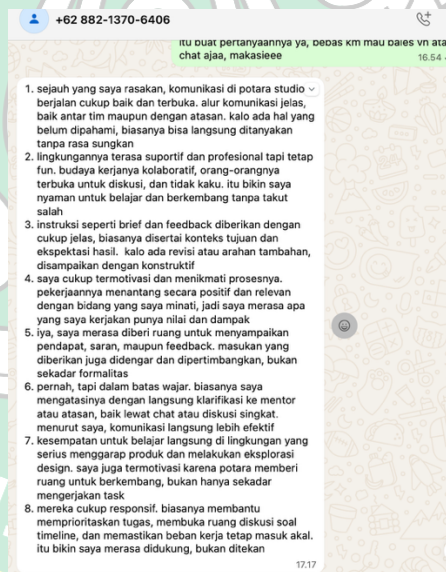 +62 882-1370-6406
itu buat pertanyaannya ya, bebas km mau bales vn ata
chat ajaa, makasieee
16.54
1. sejauh yang saya rasakan, komunikasi di potara studio
berjalan cukup baik dan terbuka. alur komunikasi jelas,
baik antar tim maupun dengan atasan. kalo ada hal yang
belum dipahami, biasanya bisa langsung ditanyakan
tanpa rasa sungkan
2. lingkungannya terasa suportif dan profesional tapi tetap
fun. budaya kerjanya kolaboratif, orang-orangnya
terbuka untuk diskusi, dan tidak kaku. itu bikin saya
nyaman untuk belajar dan berkembang tanpa takut
salah
3. instruksi seperti brief dan feedback diberikan dengan
cukup jelas, biasanya disertai konteks tujuan dan
ekspektasi hasil. kalo ada revisi atau arahan tambahan,
disampaikan dengan konstruktif
4. saya cukup termotivasi dan menikmati prosesnya.
pekerjaannya menantang secara positif dan relevan
dengan bidang yang saya minati, jadi saya merasa apa
yang saya kerjakan punya nilai dan dampak
5. iya, saya merasa diberi ruang untuk menyampaikan
pendapat, saran, maupun feedback. masukan yang
diberikan juga didengar dan dipertimbangkan, bukan
sekadar formalitas
6. pernah, tapi dalam batas wajar. biasanya saya
mengatasinya dengan langsung klarifikasi ke mentor
atau atasan, baik lewat chat atau diskusi singkat.
menurut saya, komunikasi langsung lebih efektif
7. kesempatan untuk belajar langsung di lingkungan yang
serius menggarap produk dan melakukan eksplorasi
design. saya juga termotivasi karena potara memberi
ruang untuk berkembang, bukan hanya sekadar
mengerjakan task
8. mereka cukup responsif. biasanya membantu
memprioritaskan tugas, membuka ruang diskusi soal
timeline, dan memastikan beban kerja tetap masuk akal.
itu bikin saya merasa didukung, bukan ditekan
17.17